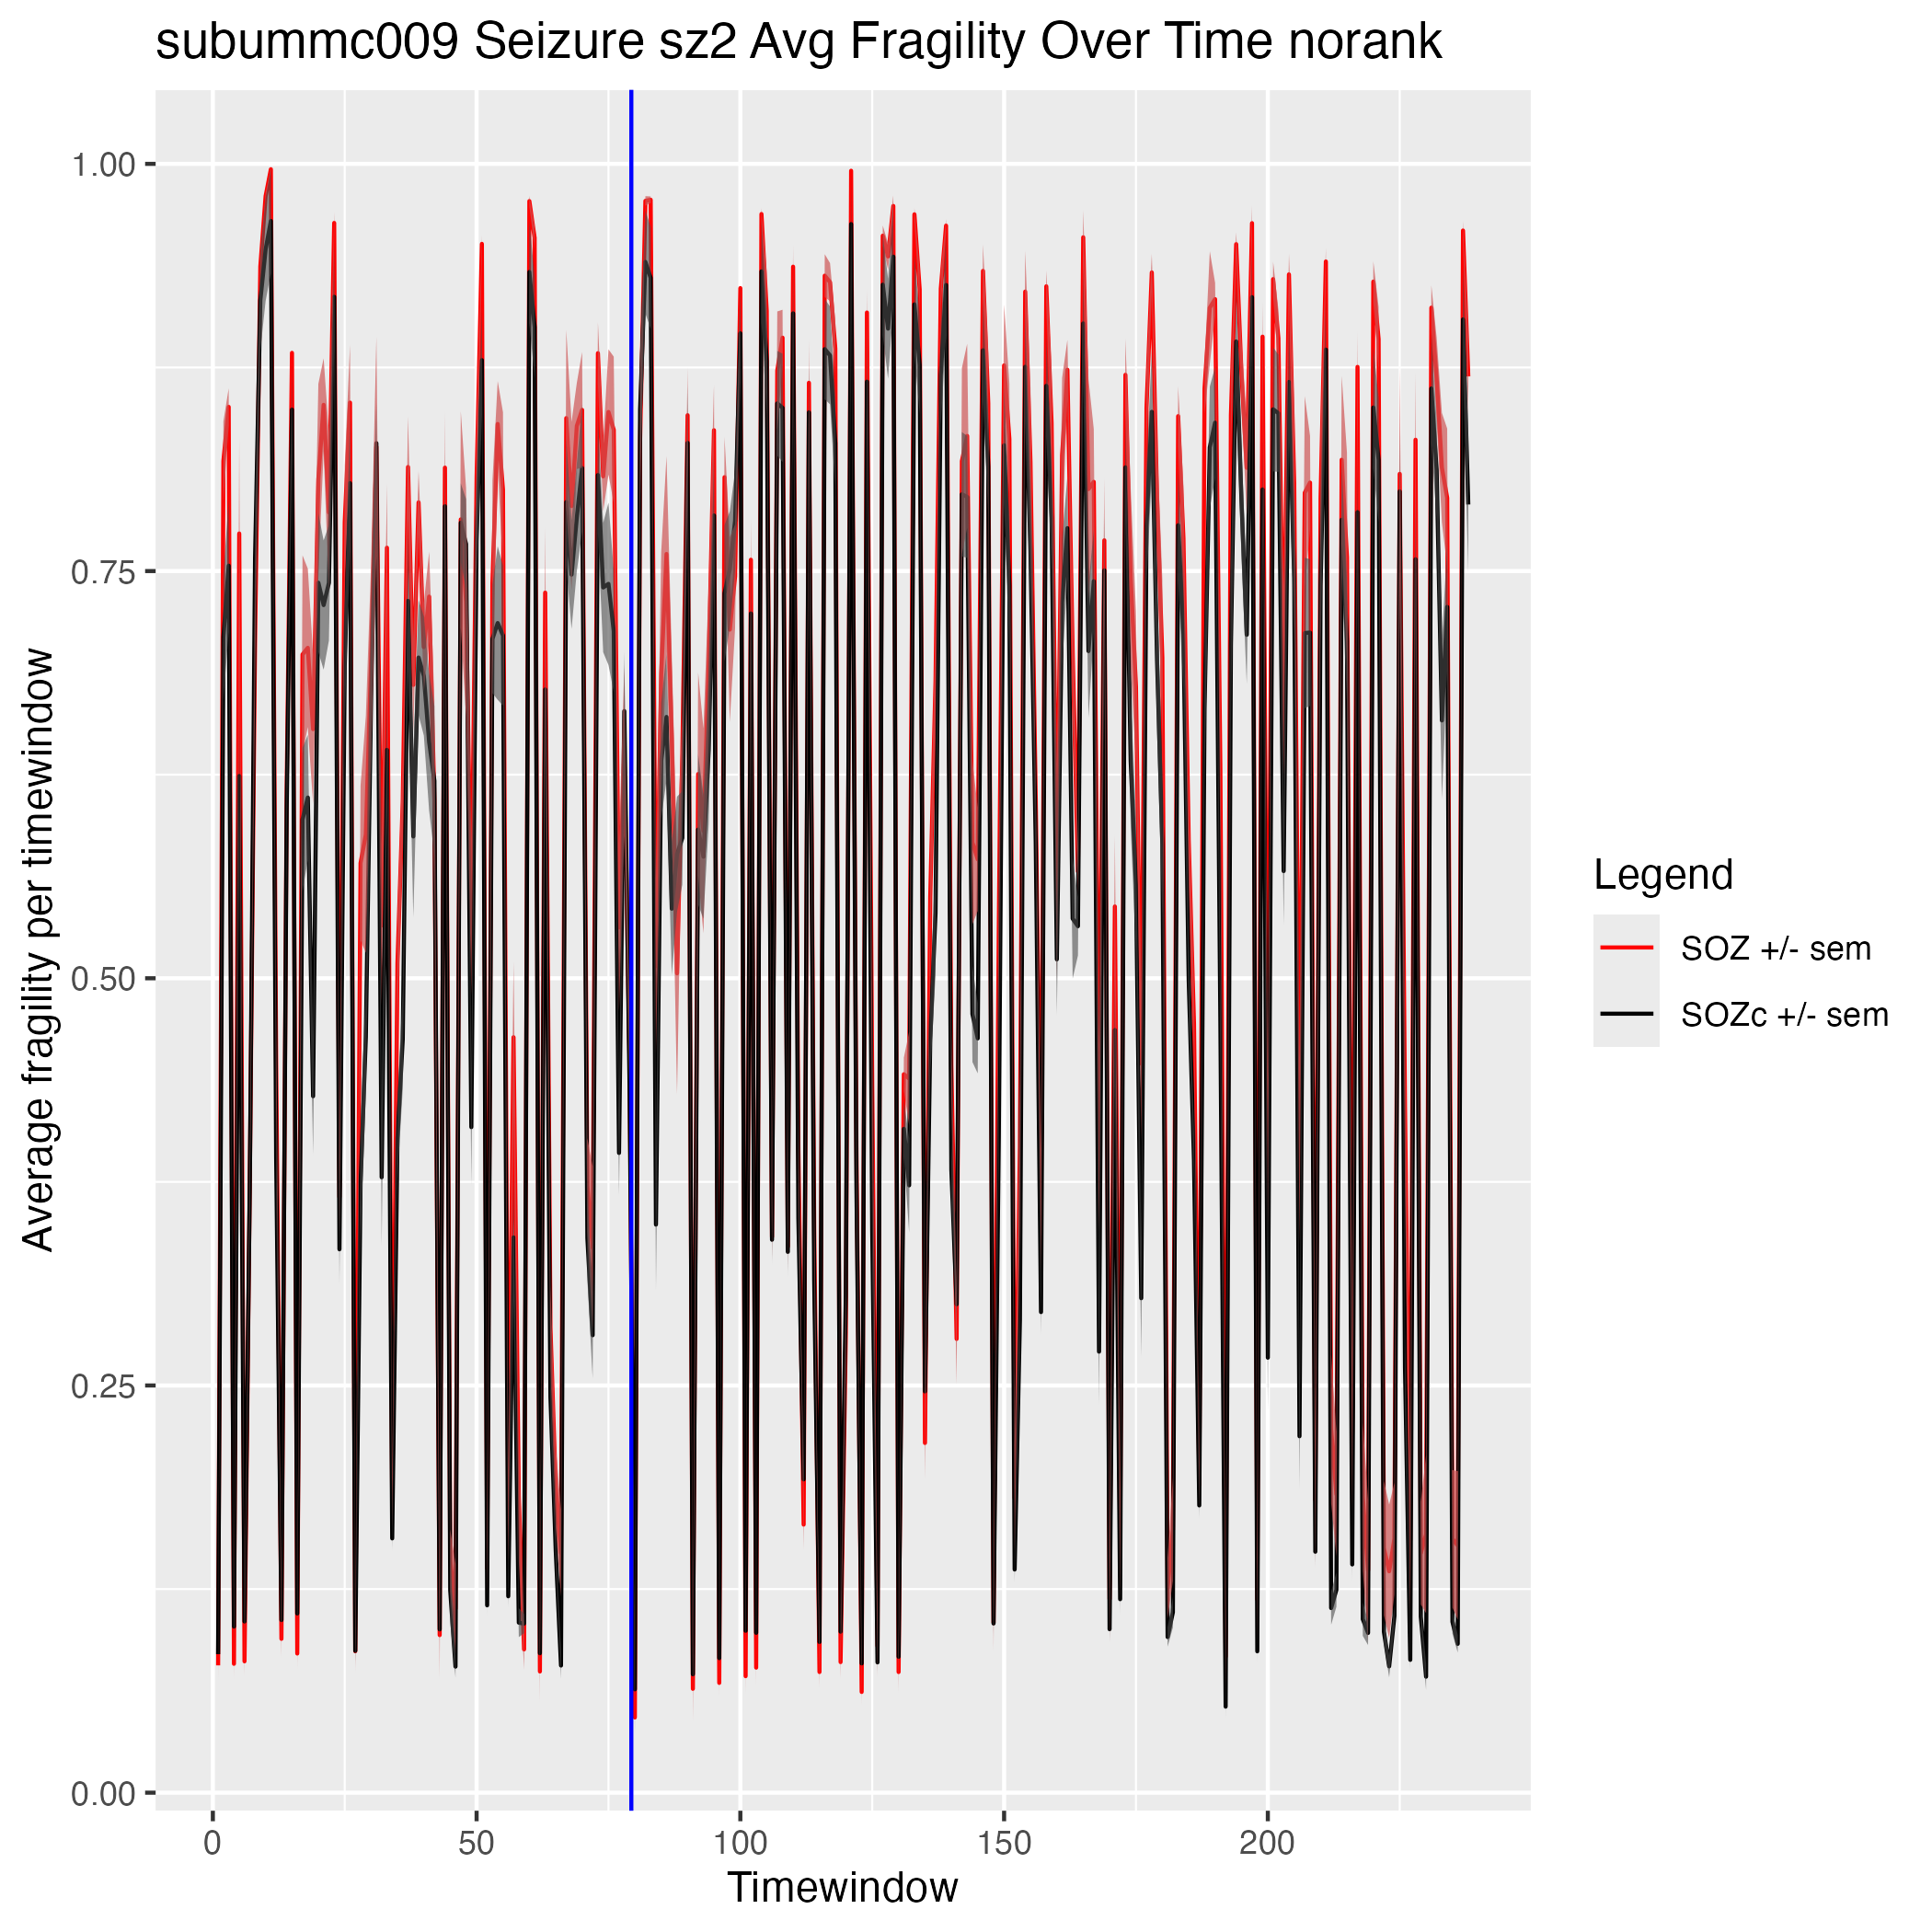 subummc009 Seizure sz2 Avg Fragility Over Time norank
Average fragility per timewindow
1.00
0.75
0.50
0.25
0.00
0 50 100 150 200
Timewindow
Legend
SOZ +/- sem
SOZc +/- sem